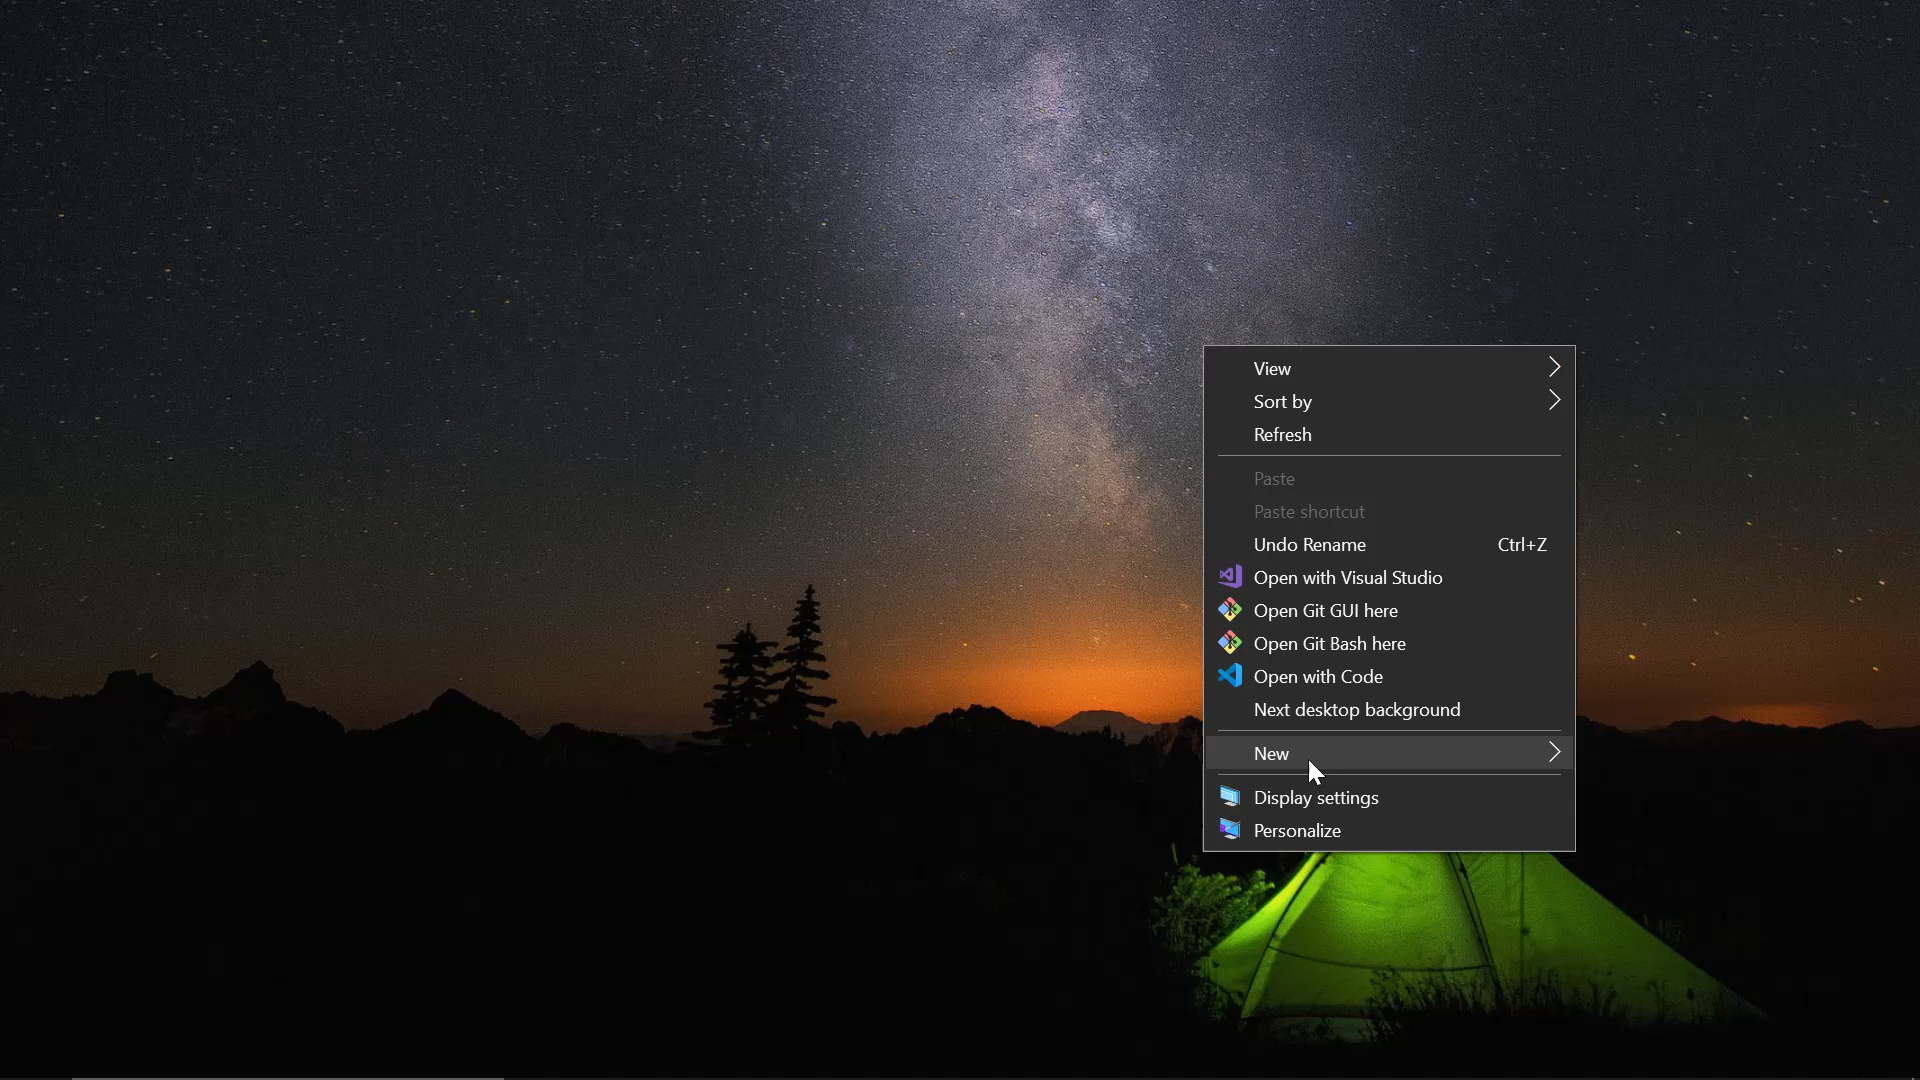 View
Sort by
Refresh
Paste
Paste shortcut
Undo Rename Ctrl+Z
Open with Visual Studio
Open Git GUI here
Open Git Bash here
Open with Code
Next desktop background
New
Display settings
Personalize